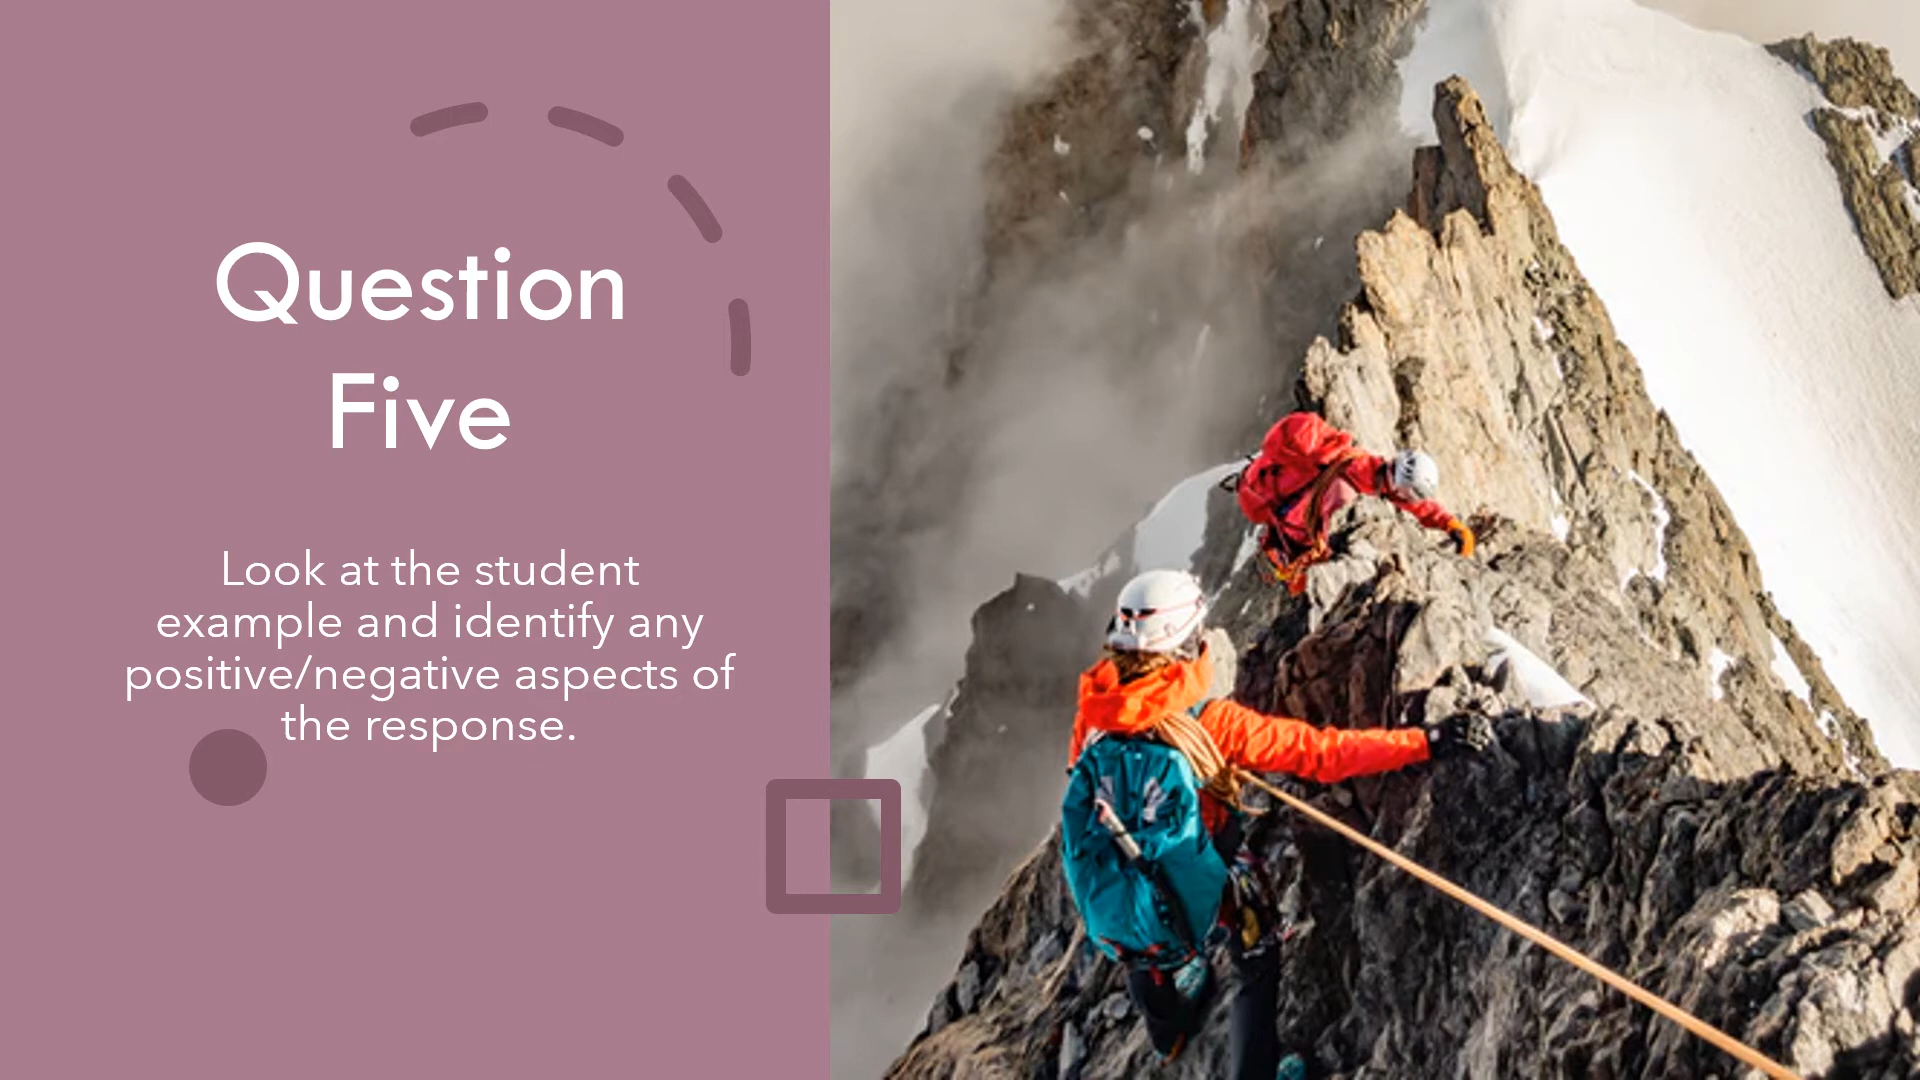 Question
Five
Look at the student
example and identify any
positive/negative aspects of
the response.